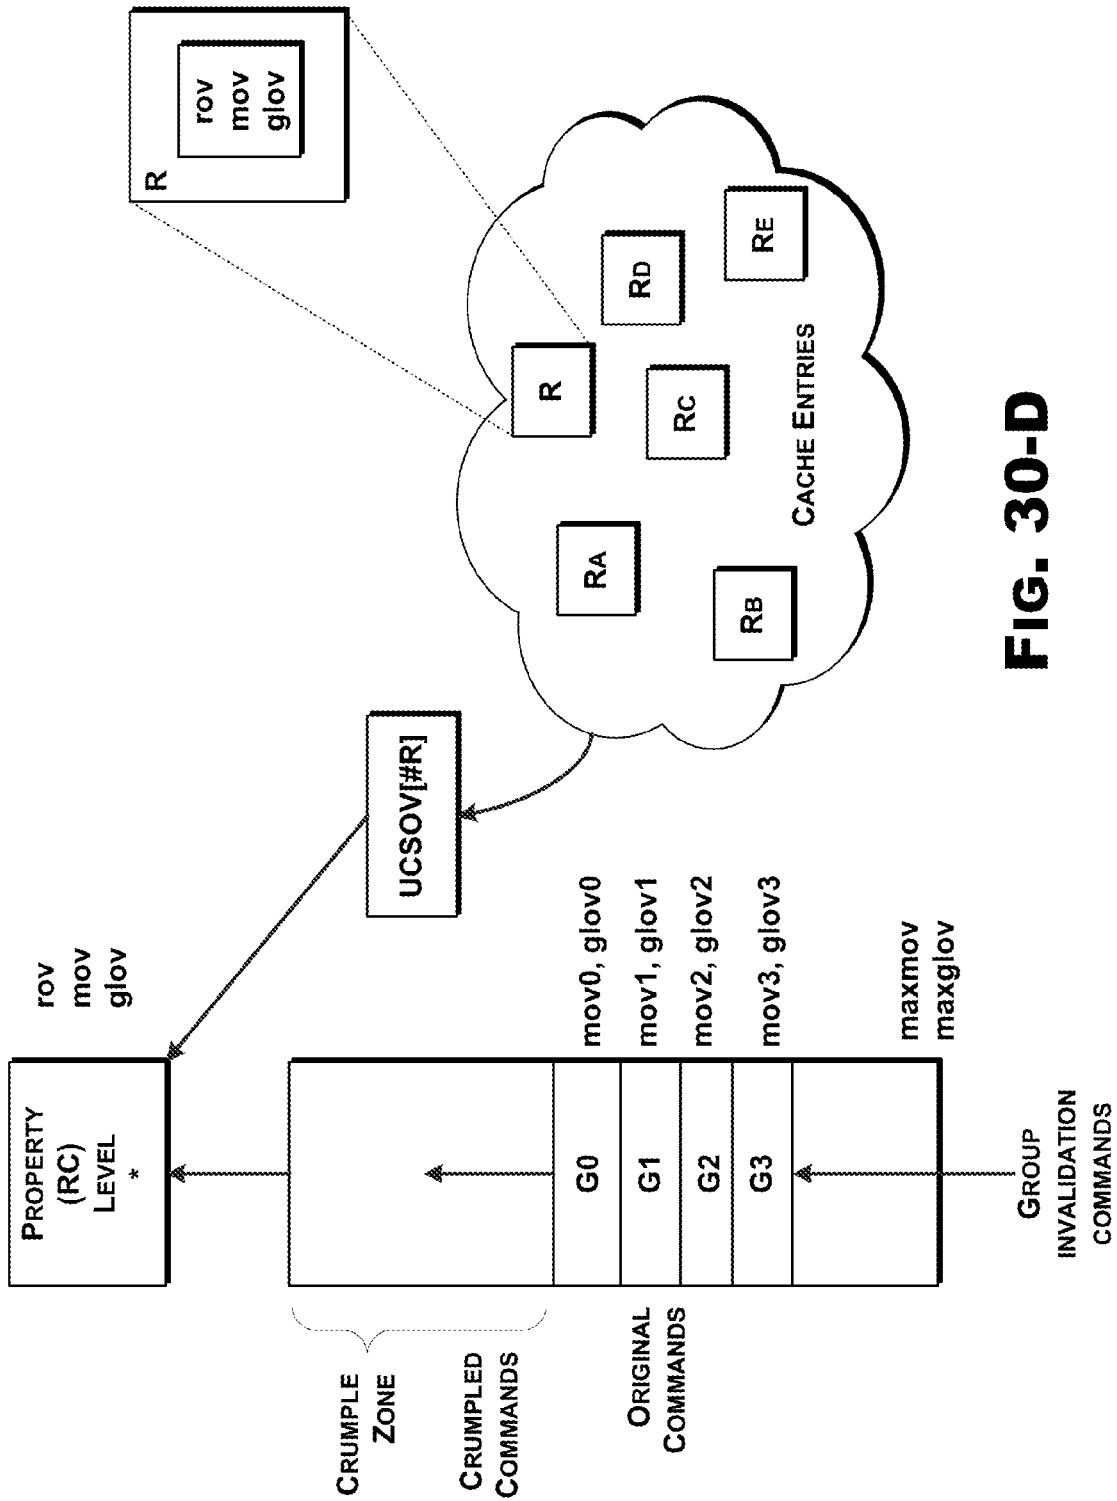 CRUMPLE
ZONE
CRUMPLED
COMMANDS
ORIGINAL
COMMANDS
PROPERTY
(RC)
LEVEL
*
rov
mov
glov
G0
mov0, glov0
G1
mov1, glov1
G2
mov2, glov2
G3
mov3, glov3
maxmov
maxglov
GROUP
INVALIDATION
COMMANDS
UCSOV[#R]
R
rov
mov
glov
R
RA
RB
RC
RD
RE
CACHE ENTRIES
FIG. 30-D